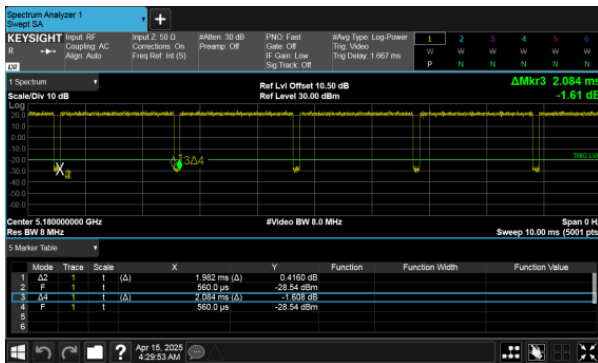 Spectrum Analyzer 1
Swept SA
+
KEYSIGHT Input: RF Input Z: 50 Ω #Atten: 30 dB PNO: Fast #Avg Type: Log-Power 1 2 3 4 5 6
R Coupling: AC Corrections: On Preamp: Off Gate: Off Trig: Video W W W W W W
Align: Auto Freq Ref: Int (S) IF Gain: Low Trig Delay: 1.667 ms P N N N N N
LXI Sig Track: Off
1 Spectrum Ref Lvl Offset 10.50 dB ΔMkr3 2.084 ms
Scale/Div 10 dB Ref Level 30.00 dBm -1.61 dB
Log
20.0
10.0
0.00
-10.0
-20.0 TRIG LVL
-30.0 2 3Δ4
-40.0
-50.0
-60.0
Center 5.180000000 GHz #Video BW 8.0 MHz Span 0 Hz
Res BW 8 MHz Sweep 10.00 ms (5001 pts)
5 Marker Table
Mode Trace Scale X Y Function Function Width Function Value
1 Δ2 1 t (Δ) 1.982 ms (Δ) 0.4160 dB
2 F 1 t 560.0 µs -28.54 dBm
3 Δ4 1 t (Δ) 2.084 ms (Δ) -1.608 dB
4 F 1 t 560.0 µs -28.54 dBm
5
6
? Apr 15, 2025
4:29:53 AM